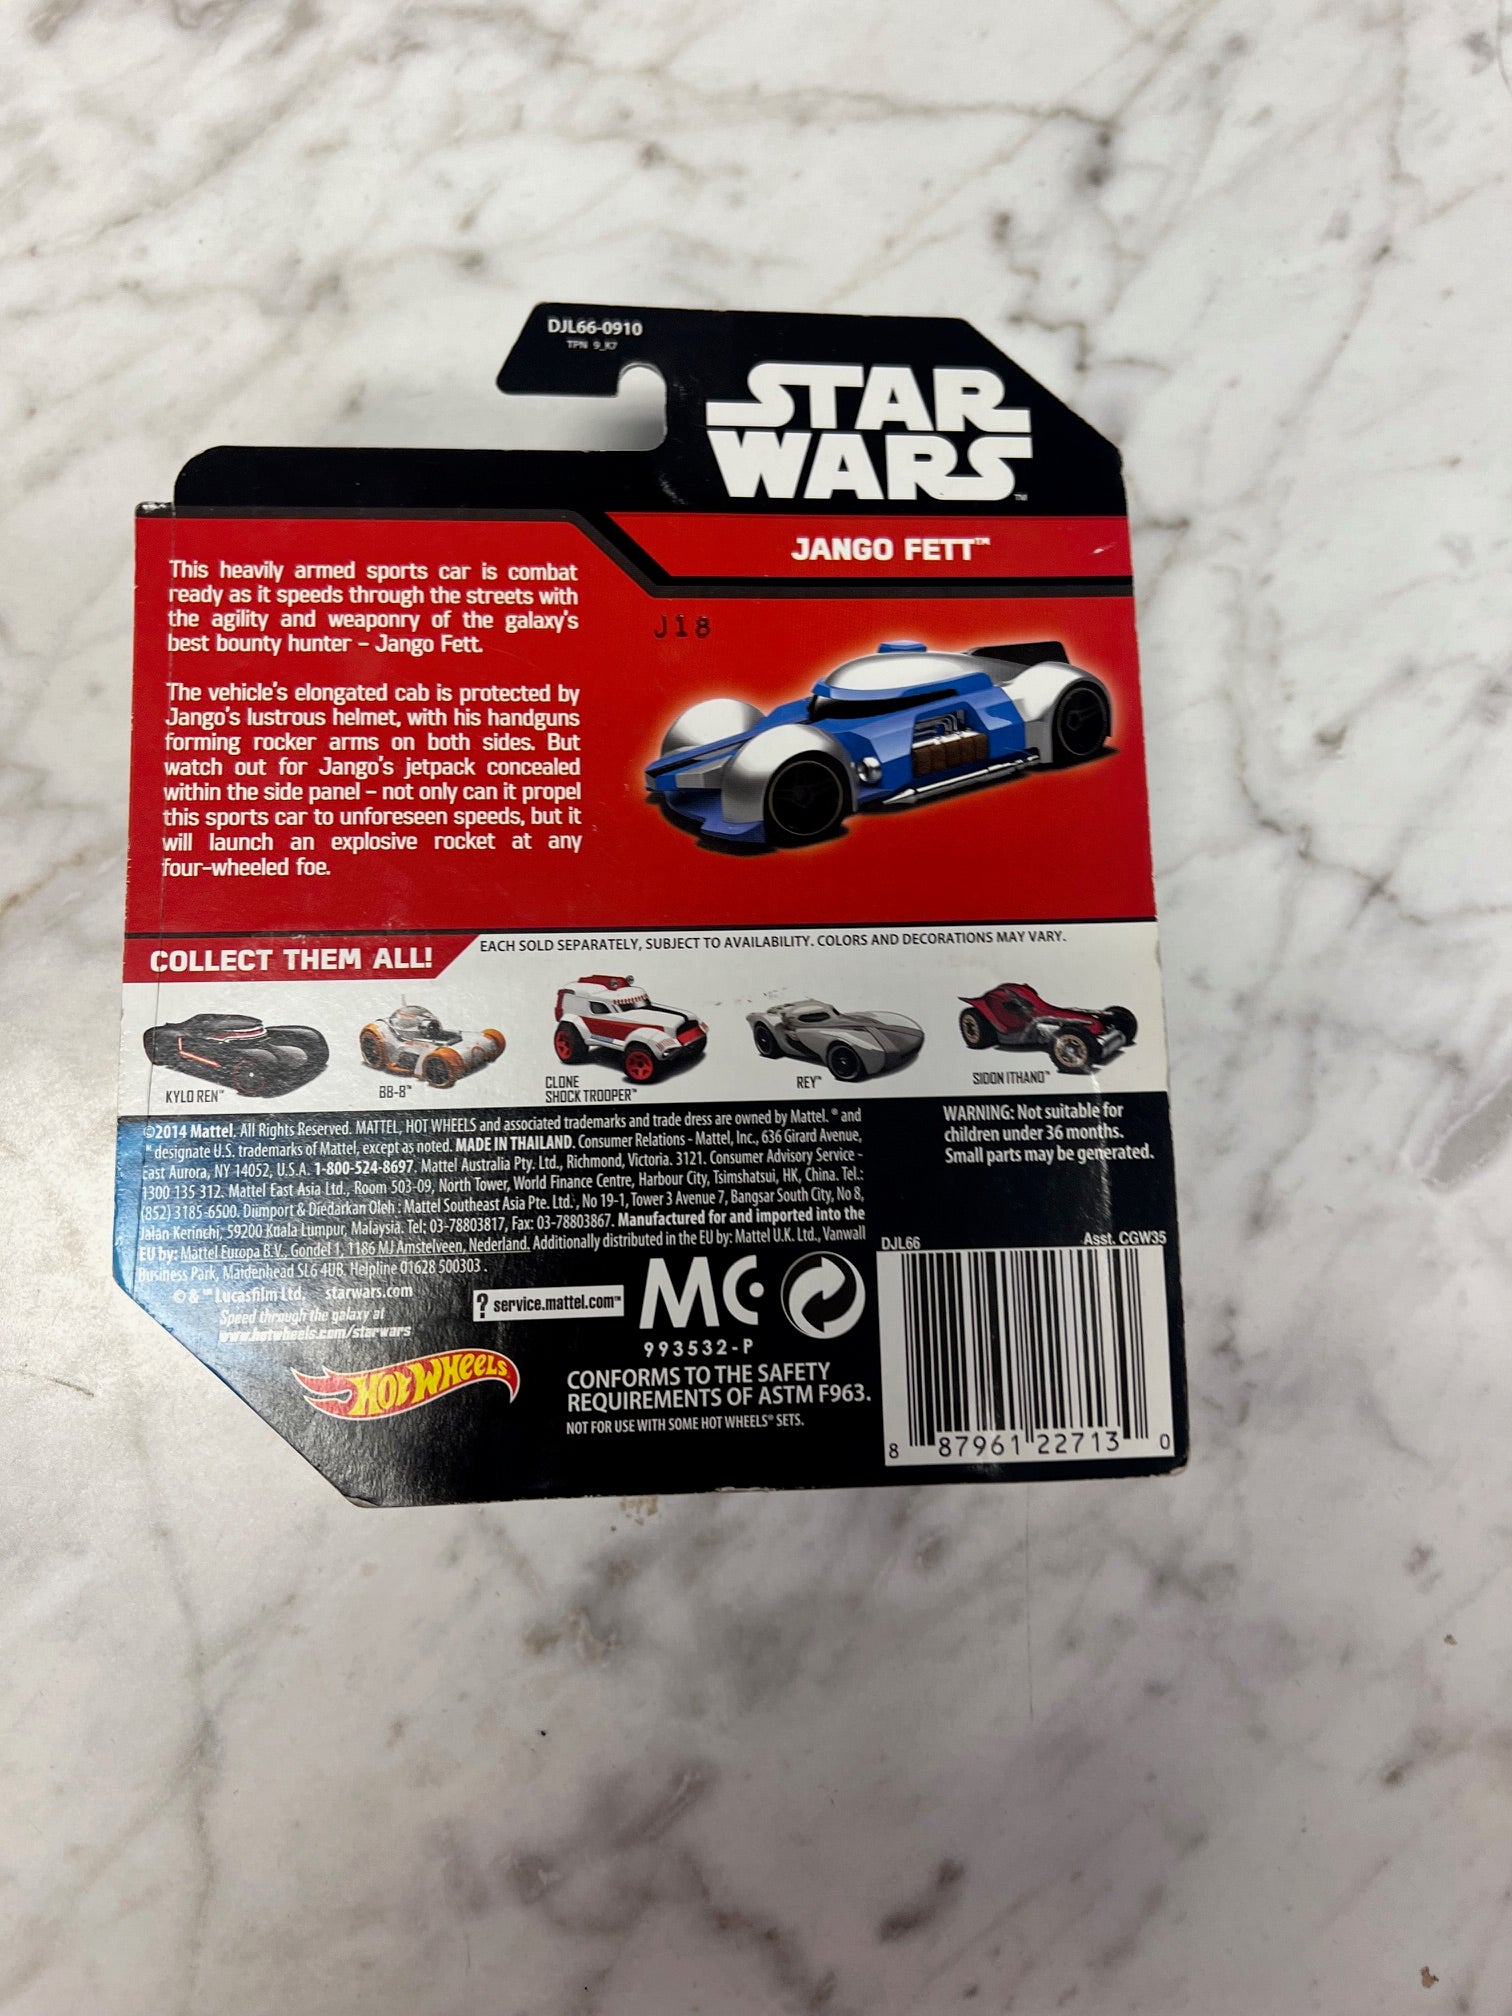 DJL66-0910
TPN 9_K7
STAR
WARS™
JANGO FETT™
This heavily armed sports car is combat
ready as it speeds through the streets with
the agility and weaponry of the galaxy's
best bounty hunter – Jango Fett.
The vehicle's elongated cab is protected by
Jango's lustrous helmet, with his handguns
forming rocker arms on both sides. But
watch out for Jango's jetpack concealed
within the side panel – not only can it propel
this sports car to unforeseen speeds, but it
will launch an explosive rocket at any
four-wheeled foe.
J18
COLLECT THEM ALL!
EACH SOLD SEPARATELY, SUBJECT TO AVAILABILITY. COLORS AND DECORATIONS MAY VARY.
KYLO REN™
BB-8™
CLONE
SHOCK TROOPER™
REY™
SIDON ITHANO™
©2014 Mattel. All Rights Reserved. MATTEL, HOT WHEELS and associated trademarks and trade dress are owned by Mattel. ® and
™ designate U.S. trademarks of Mattel, except as noted. MADE IN THAILAND. Consumer Relations - Mattel, Inc., 636 Girard Avenue,
East Aurora, NY 14052, U.S.A. 1-800-524-8697. Mattel Australia Pty. Ltd., Richmond, Victoria. 3121. Consumer Advisory Service -
1300 135 312. Mattel East Asia Ltd., Room 503-09, North Tower, World Finance Centre, Harbour City, Tsimshatsui, HK, China. Tel.:
(852) 3185-6500. Diimport & Diedarkan Oleh : Mattel Southeast Asia Pte. Ltd., No 19-1, Tower 3 Avenue 7, Bangsar South City, No 8,
Jalan Kerinchi, 59200 Kuala Lumpur, Malaysia. Tel: 03-78803817, Fax: 03-78803867. Manufactured for and imported into the
EU by: Mattel Europa B.V., Gondel 1, 1186 MJ Amstelveen, Nederland. Additionally distributed in the EU by: Mattel U.K. Ltd., Vanwall
Business Park, Maidenhead SL6 4UB. Helpline 01628 500303.
© & ™ Lucasfilm Ltd. starwars.com
Speed through the galaxy at
www.hotwheels.com/starwars
? service.mattel.com™
MC
993532-P
HOT WHEELS
CONFORMS TO THE SAFETY
REQUIREMENTS OF ASTM F963.
NOT FOR USE WITH SOME HOT WHEELS® SETS.
WARNING: Not suitable for
children under 36 months.
Small parts may be generated.
DJL66 Asst. CGW35
8 87961 22713 0